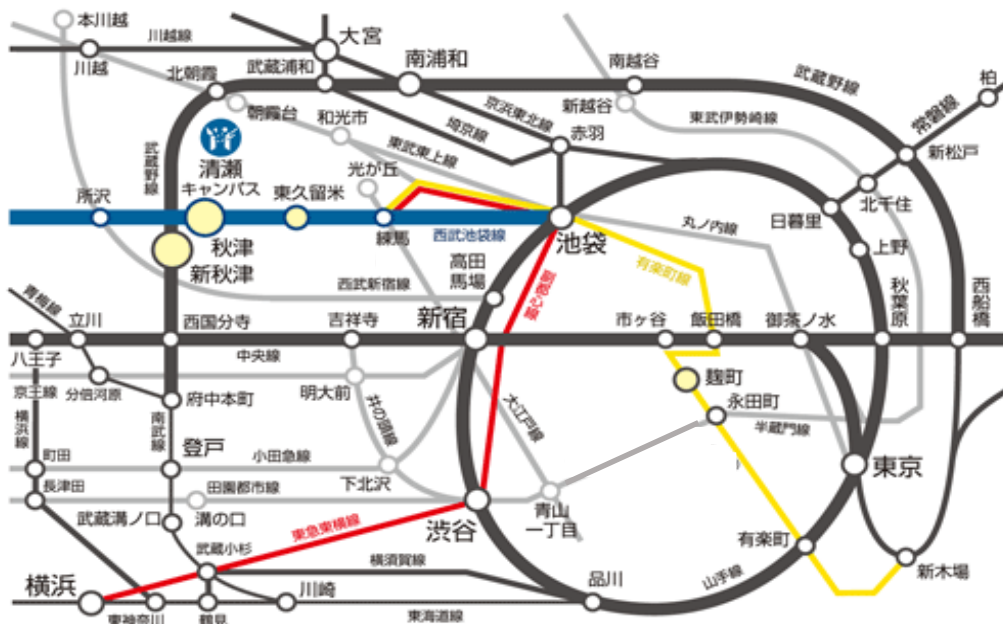 本川越
川越線
川越
大宮
武蔵浦和
南浦和
南越谷
武蔵野線
柏
北朝霞
朝霞台
和光市
東武東上線
埼京線
京浜東北線
赤羽
新越谷
東武伊勢崎線
常磐線
新松戸
北千住
武蔵野線
清瀬
キャンパス
東久留米
光が丘
所沢
秋津
新秋津
練馬
西武池袋線
池袋
丸ノ内線
日暮里
上野
高田
馬場
副都心線
有楽町線
西武新宿線
秋葉原
西船橋
青梅線
立川
西国分寺
吉祥寺
新宿
市ヶ谷
飯田橋
御茶ノ水
八王子
中央線
京王線
分倍河原
府中本町
明大前
井の頭線
大江戸線
麹町
永田町
半蔵門線
横浜線
南武線
町田
登戸
小田急線
下北沢
東京
長津田
田園都市線
溝の口
武蔵溝ノ口
東急東横線
渋谷
青山
一丁目
有楽町
新木場
武蔵小杉
横須賀線
品川
山手線
横浜
東神奈川
鶴見
川崎
東海道線